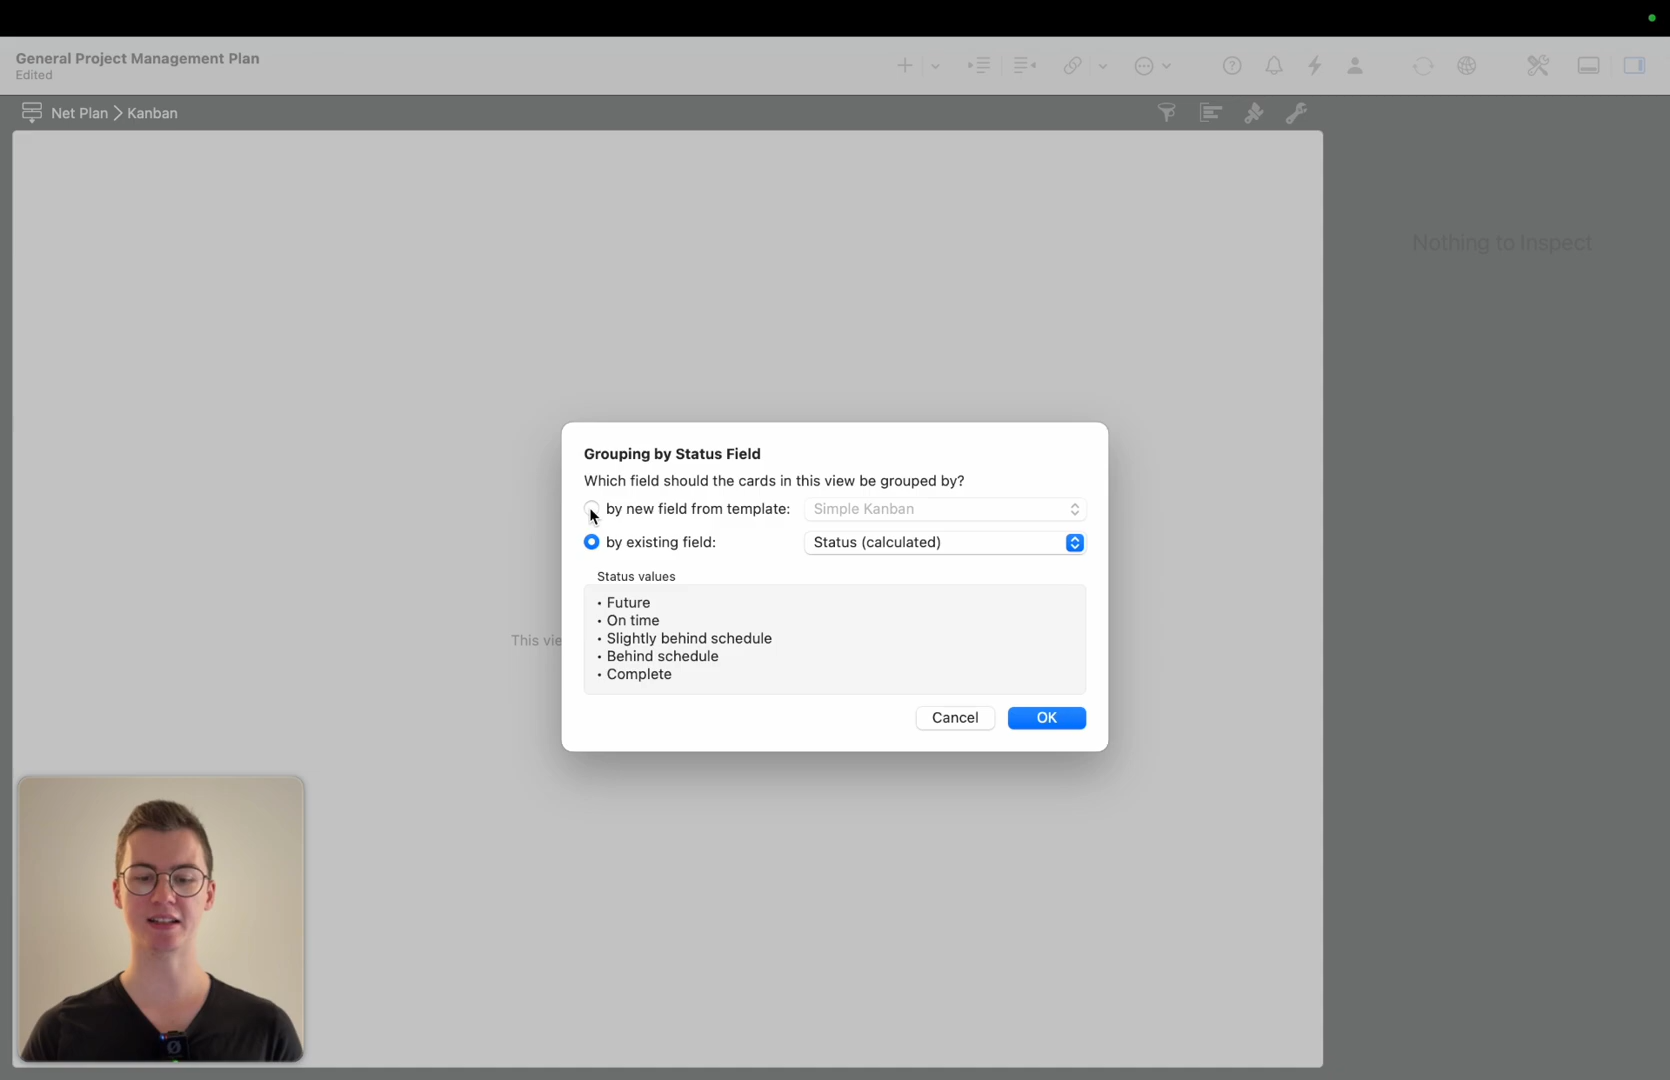 General Project Management Plan
Edited
Net Plan Kanban
Nothing to Inspect
Grouping by Status Field
Which field should the cards in this view be grouped by?
by new field from template: Simple Kanban
by existing field: Status (calculated)
Status values
• Future
• On time
• Slightly behind schedule
• Behind schedule
• Complete
This
Cancel OK